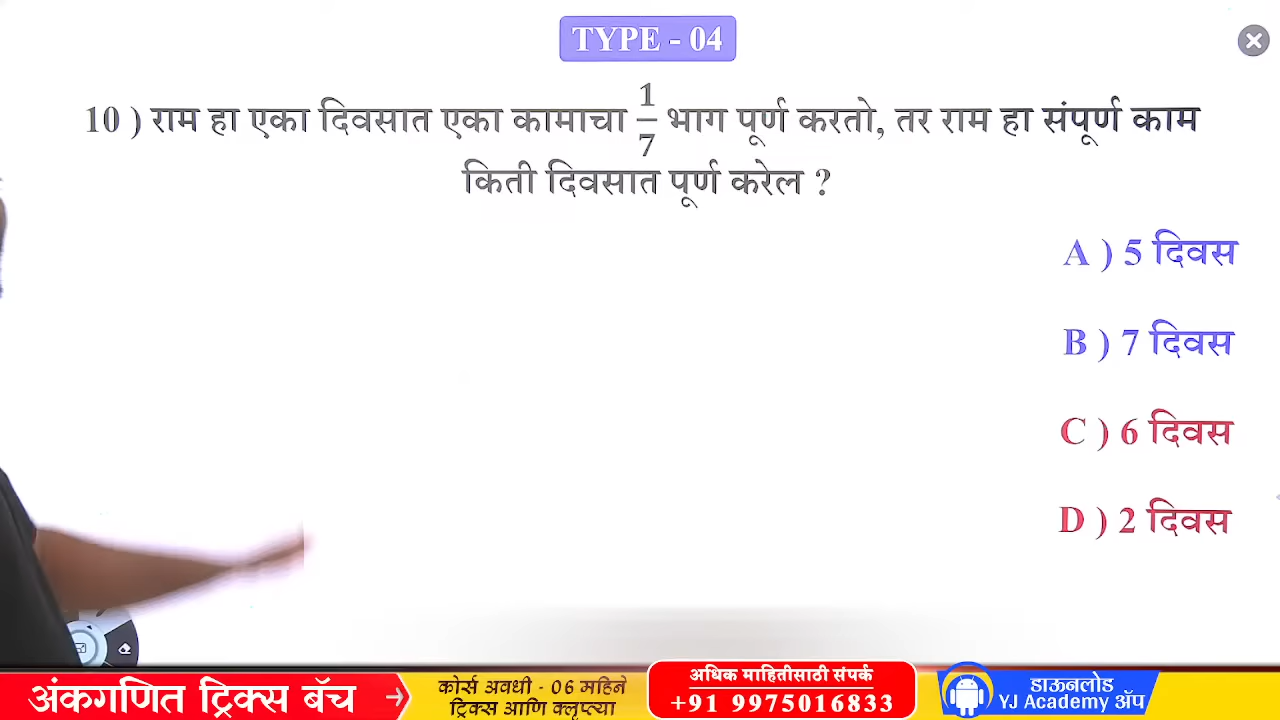 TYPE - 04
10 ) राम हा एका दिवसात एका कामाचा 1/7 भाग पूर्ण करतो, तर राम हा संपूर्ण काम
किती दिवसात पूर्ण करेल ?
A ) 5 दिवस
B ) 7 दिवस
C ) 6 दिवस
D ) 2 दिवस
अंकगणित ट्रिक्स बॅच
कोर्स अवधी - 06 महिने
ट्रिक्स आणि क्लृप्त्या
अधिक माहितीसाठी संपर्क
+91 9975016833
डाऊनलोड
YJ Academy ॲप